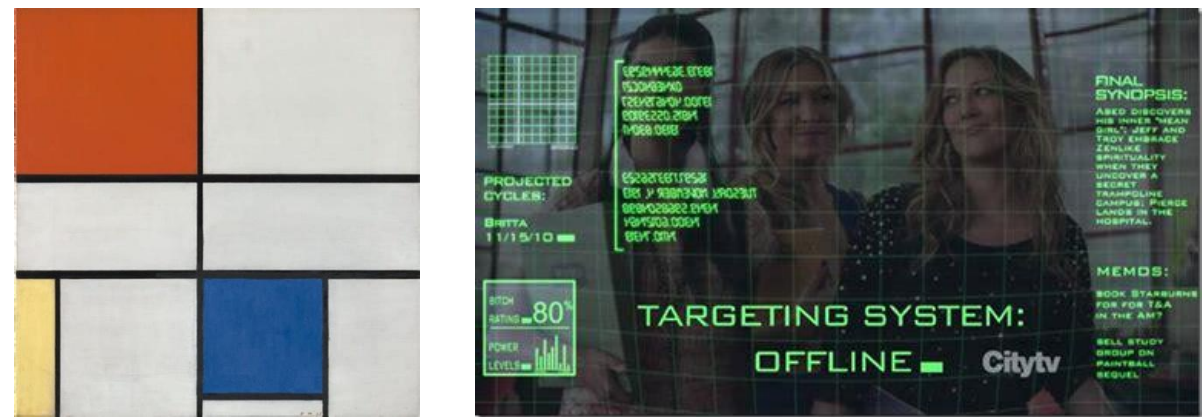 PROJECTED
CYCLES:
BRITTA
11/15/10
BITCH
RATING 80%
POWER
LEVELS
TARGETING SYSTEM:
OFFLINE
Citytv
FINAL
SYNOPSIS:
ABED DISCOVERS
HIS INNER "MEAN
GIRL"; JEFF AND
TROY EMBRACE
ZENLIKE
SPIRITUALITY
WHEN THEY
UNCOVER A
SECRET
TRAMPOLINE
CAMPUS; PIERCE
LANDS IN THE
HOSPITAL.
MEMOS:
BOOK STARBURNS
FOR FOR T&A
IN THE AM?
SELL STUDY
GROUP ON
PAINTBALL
SEQUEL